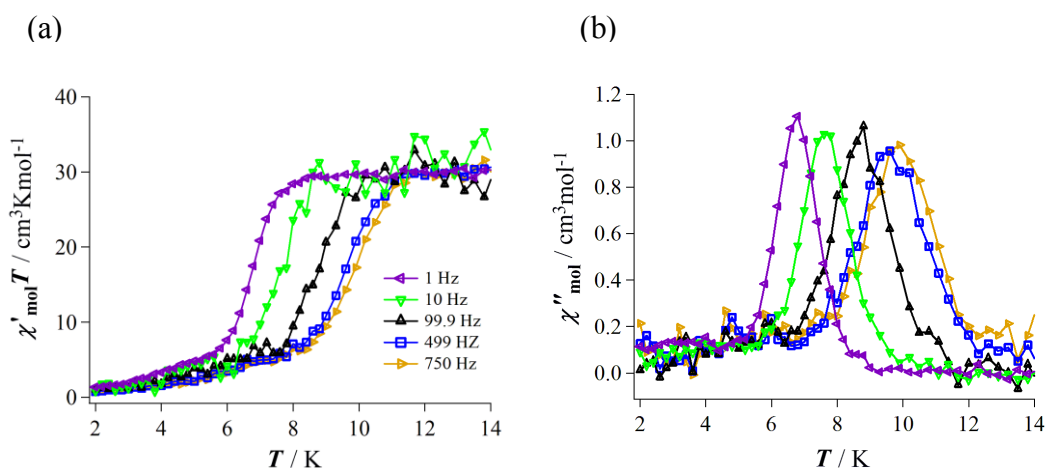 (a)
(b)
40
30
20
10
0
χ'molT / cm3Kmol-1
1 Hz
10 Hz
99.9 Hz
499 HZ
750 Hz
2 4 6 8 10 12 14
T / K
1.2
1.0
0.8
0.6
0.4
0.2
0.0
χ″mol / cm3mol-1
2 4 6 8 10 12 14
T / K